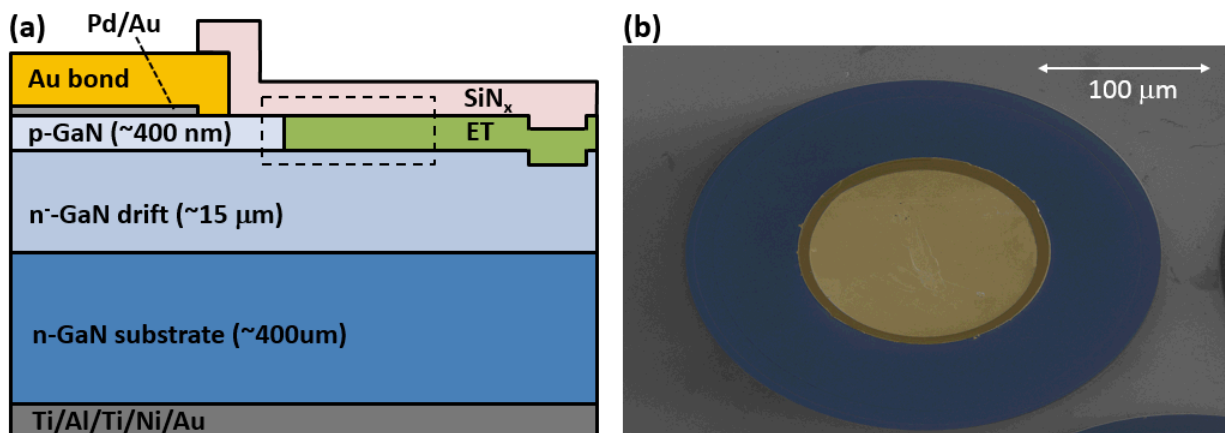 (a)
Pd/Au
Au bond
SiNx
p-GaN (~400 nm)
ET
n⁻-GaN drift (~15 μm)
n-GaN substrate (~400um)
Ti/Al/Ti/Ni/Au
(b)
100 μm